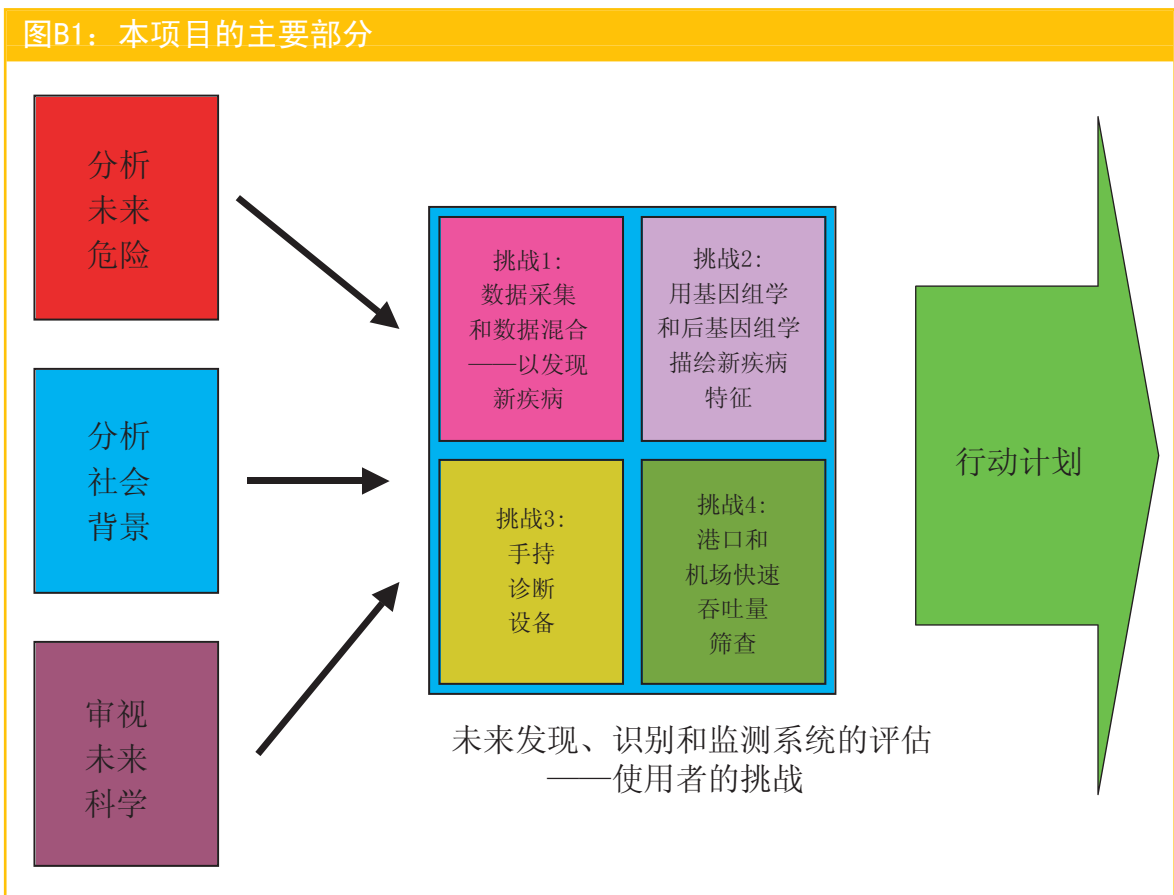 图B1：本项目的主要部分
分析
未来
危险
分析
社会
背景
审视
未来
科学
挑战1：
数据采集
和数据混合
——以发现
新疾病
挑战2：
用基因组学
和后基因组学
描绘新疾病
特征
挑战3：
手持
诊断
设备
挑战4：
港口和
机场快速
吞吐量
筛查
未来发现、识别和监测系统的评估
——使用者的挑战
行动计划